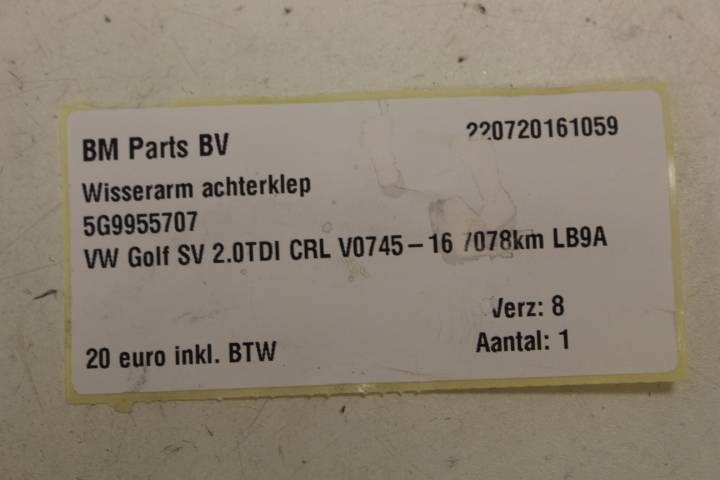 BM Parts BV 220720161059
Wisserarm achterklep
5G9955707
VW Golf SV 2.0TDI CRL V0745-16 7078km LB9A
Verz: 8
20 euro inkl. BTW Aantal: 1